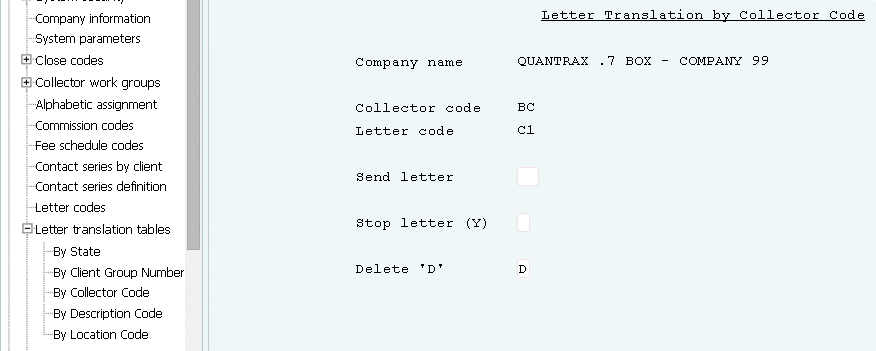 System security
Company information
System parameters
Close codes
Collector work groups
Alphabetic assignment
Commission codes
Fee schedule codes
Contact series by client
Contact series definition
Letter codes
Letter translation tables
By State
By Client Group Number
By Collector Code
By Description Code
By Location Code
Letter Translation by Collector Code
Company name QUANTRAX .7 BOX - COMPANY 99
Collector code BC
Letter code C1
Send letter
Stop letter (Y)
Delete 'D' D